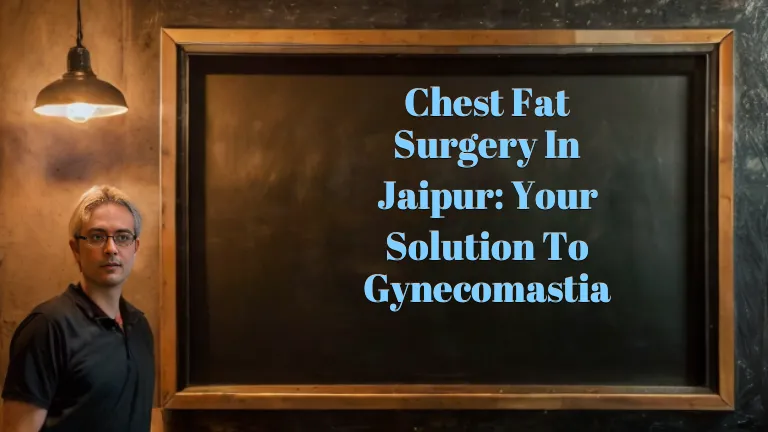 Chest Fat
Surgery In
Jaipur: Your
Solution To
Gynecomastia